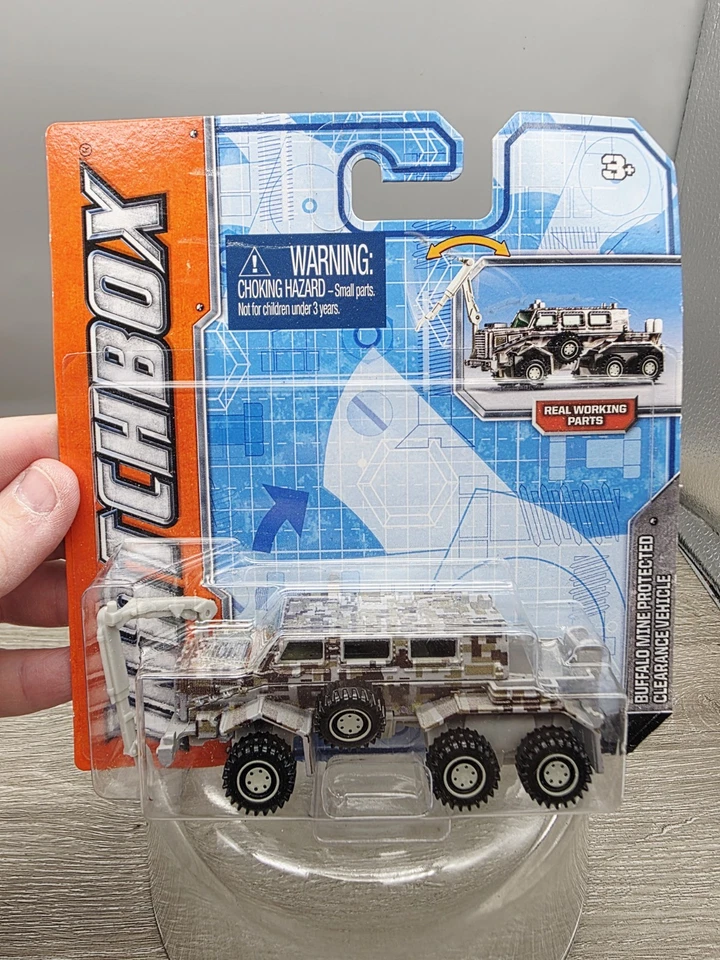 MATCHBOX®
3+
WARNING:
CHOKING HAZARD – Small parts.
Not for children under 3 years.
REAL WORKING
PARTS
BUFFALO MINE PROTECTED
CLEARANCE VEHICLE